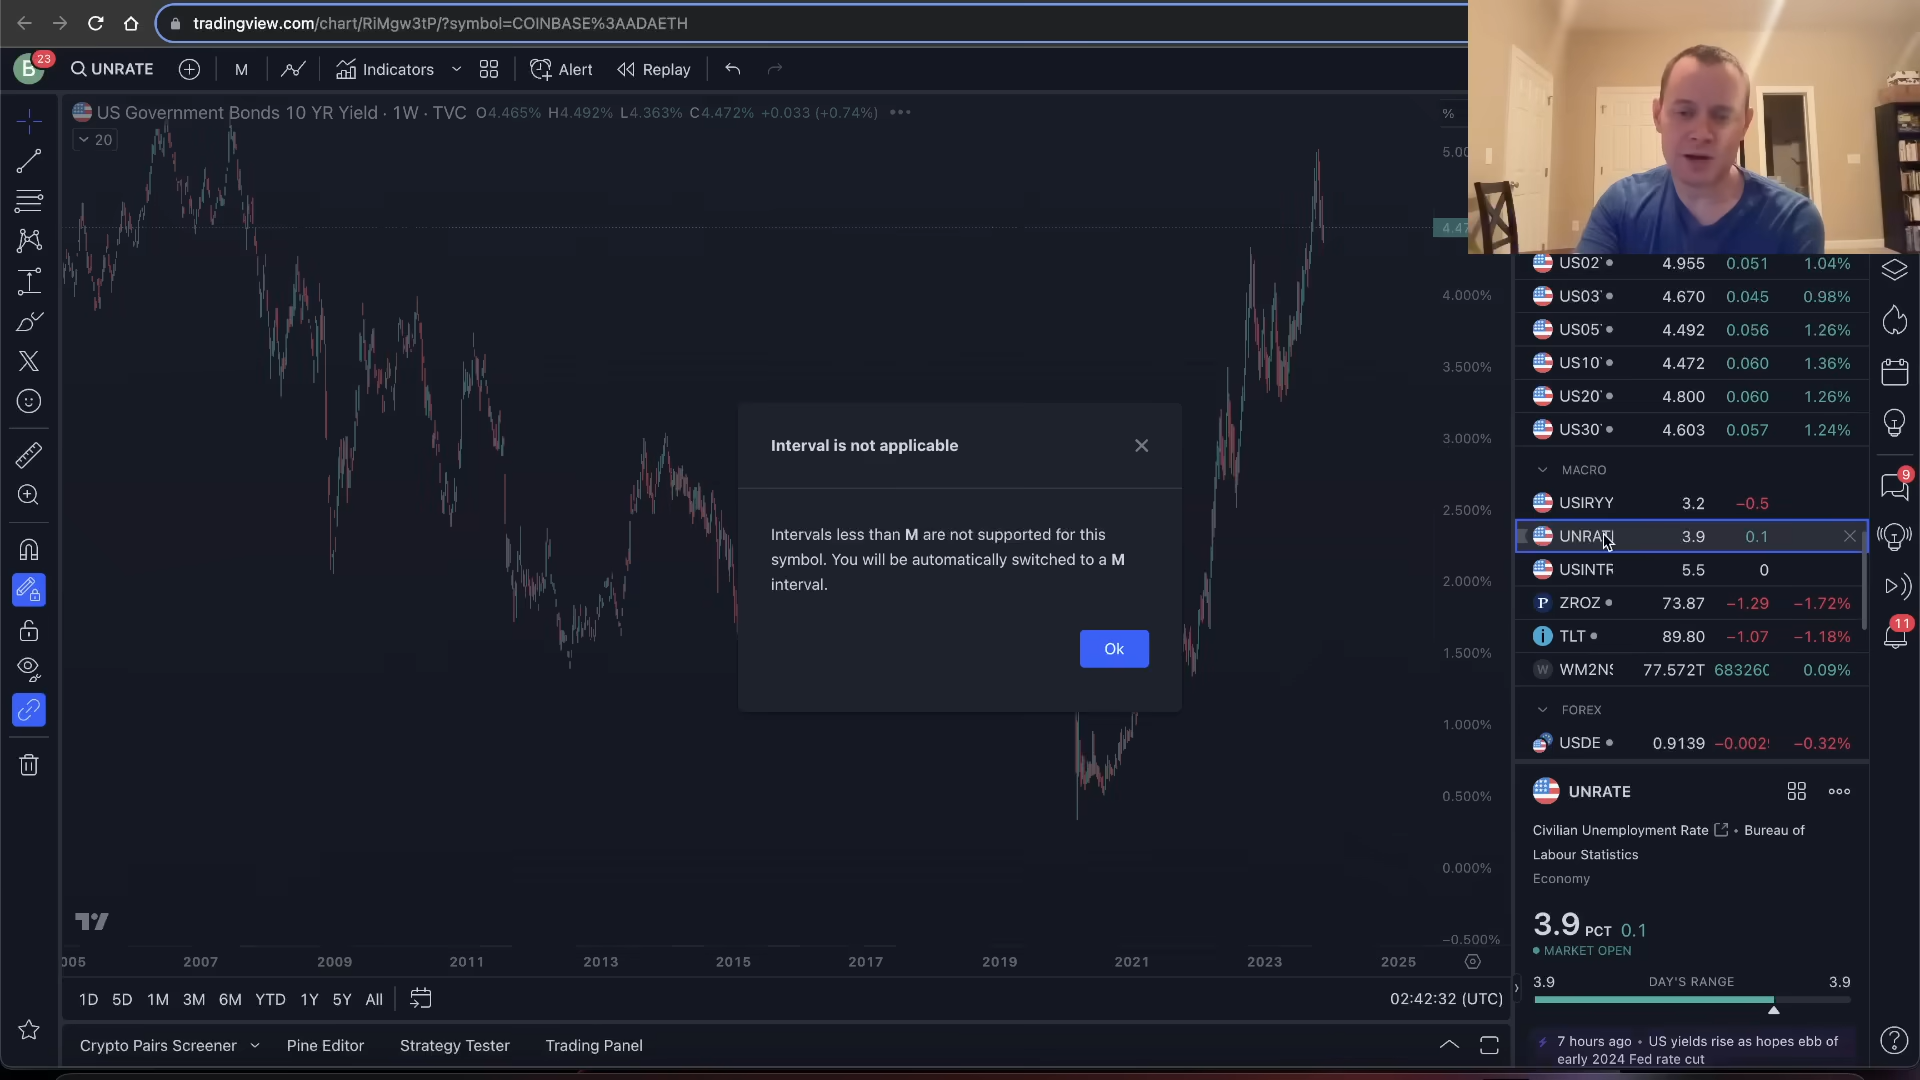 tradingview.com/chart/RiMgw3tP/?symbol=COINBASE%3AADAETH
B 23 UNRATE M Indicators Alert Replay
US Government Bonds 10 YR Yield · 1W · TVC O4.465% H4.492% L4.363% C4.472% +0.033 (+0.74%) •••
%
20
5.00
4.47
4.000%
3.500%
3.000%
2.500%
2.000%
1.500%
1.000%
0.500%
0.000%
−0.500%
Interval is not applicable
Intervals less than M are not supported for this
symbol. You will be automatically switched to a M
interval.
Ok
005 2007 2009 2011 2013 2015 2017 2019 2021 2023 2025
1D 5D 1M 3M 6M YTD 1Y 5Y All
02:42:32 (UTC)
Crypto Pairs Screener Pine Editor Strategy Tester Trading Panel
US02 4.955 0.051 1.04%
US03 4.670 0.045 0.98%
US05 4.492 0.056 1.26%
US10 4.472 0.060 1.36%
US20 4.800 0.060 1.26%
US30 4.603 0.057 1.24%
MACRO
USIRYY 3.2 −0.5
UNRATE 3.9 0.1
USINTR 5.5 0
P ZROZ 73.87 −1.29 −1.72%
i TLT 89.80 −1.07 −1.18%
W WM2NS 77.572T 683260 0.09%
FOREX
USDE 0.9139 −0.002 −0.32%
UNRATE
Civilian Unemployment Rate • Bureau of
Labour Statistics
Economy
3.9 PCT 0.1
MARKET OPEN
3.9 DAY'S RANGE 3.9
7 hours ago • US yields rise as hopes ebb of
early 2024 Fed rate cut
9
11